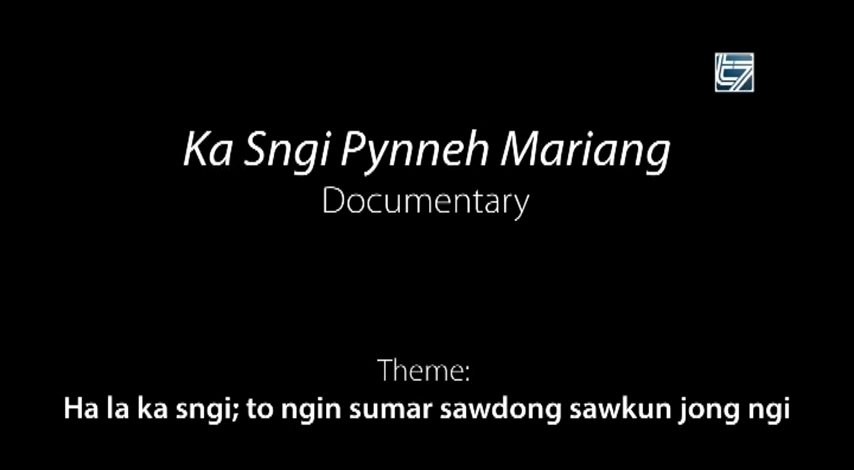 Ka Sngi Pynneh Mariang
Documentary
Theme:
Ha la ka sngi; to ngin sumar sawdong sawkun jong ngi